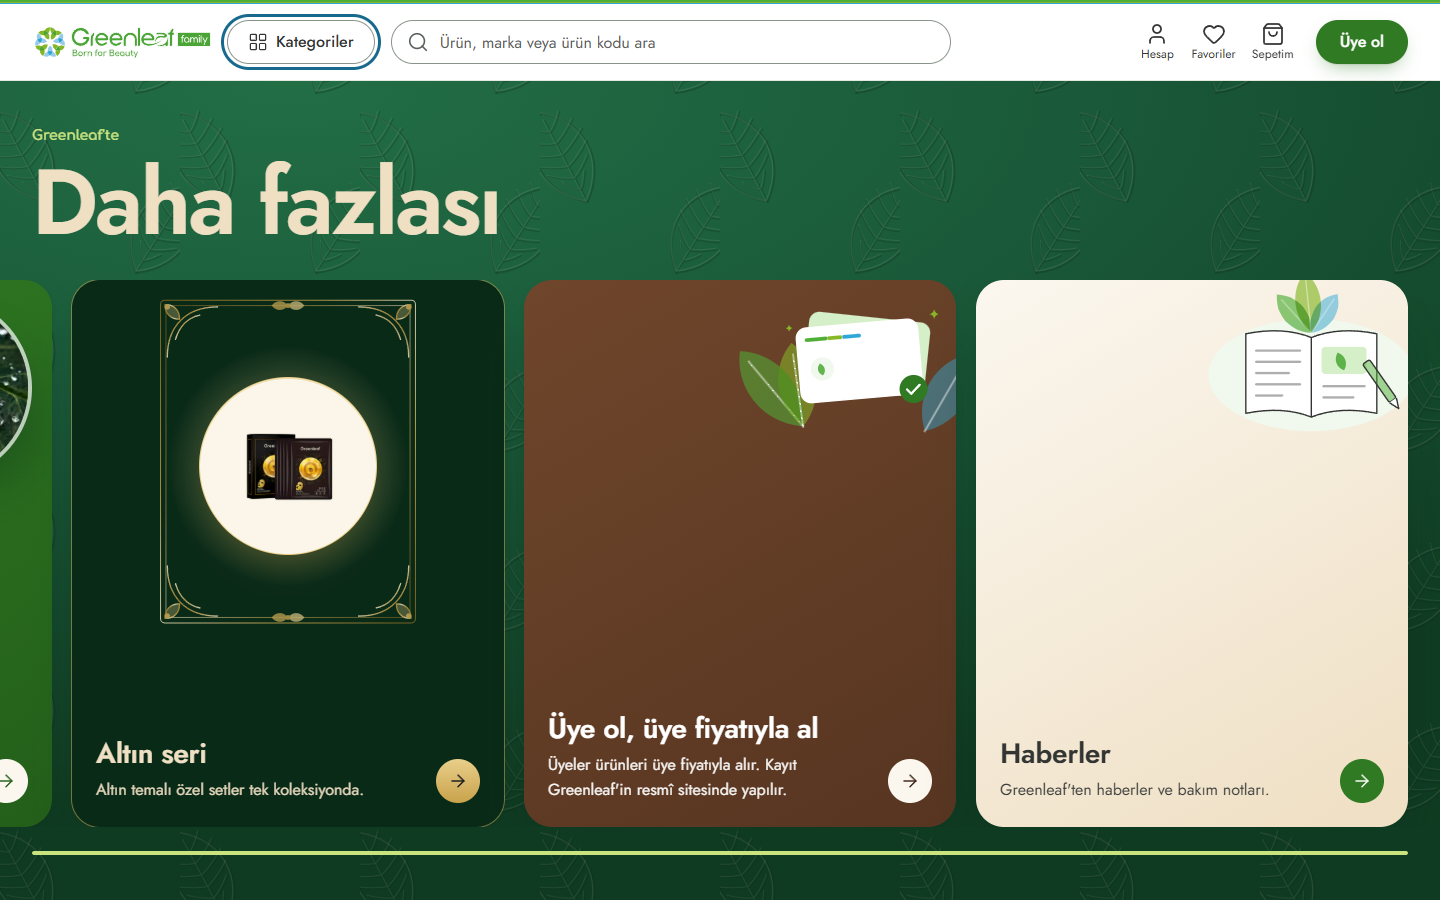 Greenleaf family
Born for Beauty
Kategoriler
Ürün, marka veya ürün kodu ara
Hesap
Favoriler
Sepetim
Üye ol
Greenleaf'te
Daha fazlası
Greenleaf
Altın seri
Altın temalı özel setler tek koleksiyonda.
Üye ol, üye fiyatıyla al
Üyeler ürünleri üye fiyatıyla alır. Kayıt
Greenleaf'in resmî sitesinde yapılır.
Haberler
Greenleaf'ten haberler ve bakım notları.